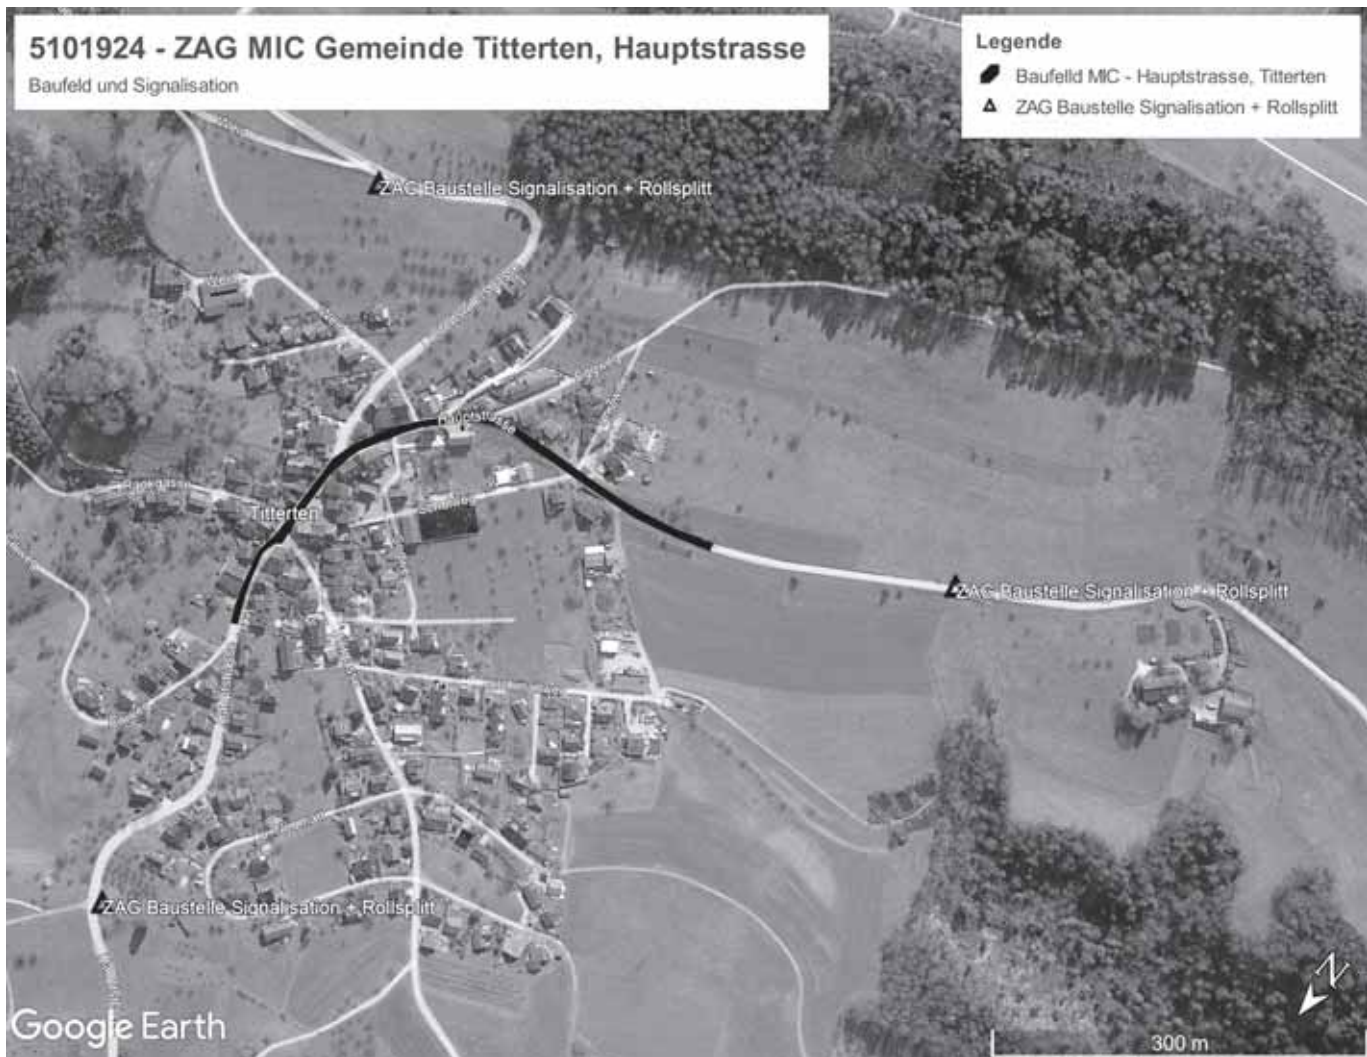 5101924 - ZAG MIC Gemeinde Titterten, Hauptstrasse
Baufeld und Signalisation
Legende
Baufelld MIC - Hauptstrasse, Titterten
ZAG Baustelle Signalisation + Rollsplitt
ZAG Baustelle Signalisation + Rollsplitt
Hauptstrasse
Titterten
ZAG Baustelle Signalisation + Rollsplitt
ZAG Baustelle Signalisation + Rollsplitt
N
Google Earth
300 m